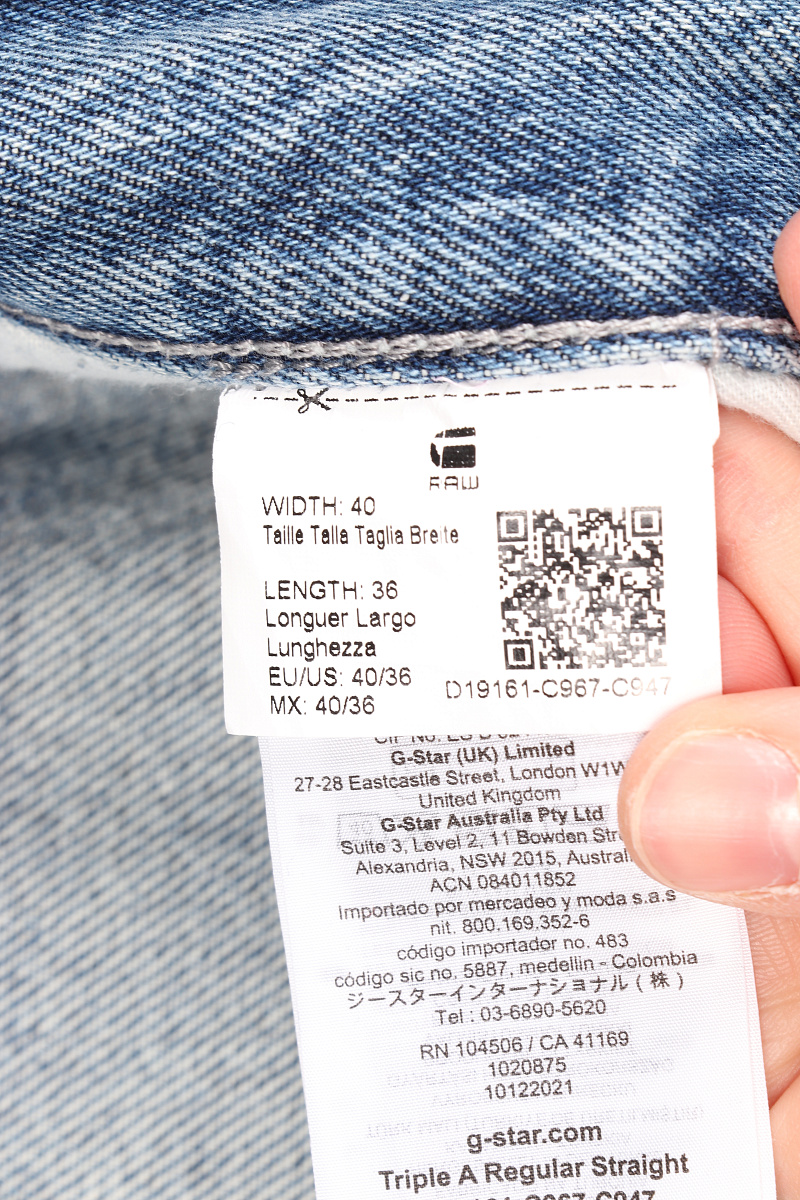 RAW
WIDTH: 40
Taille Talla Taglia Breite
LENGTH: 36
Longuer Largo
Lunghezza
EU/US: 40/36
MX: 40/36
D19161-C967-C947
G-Star (UK) Limited
27-28 Eastcastle Street, London W1W
United Kingdom
G-Star Australia Pty Ltd
Suite 3, Level 2, 11 Bowden
Alexandria, NSW 2015,
ACN 084011852
Importado por mercadeo y moda s.a.s
nit. 800.169.352-6
código importador no. 483
código sic no. 5887, medellin - Colombia
ジースターインターナショナル (株)
Tel : 03-6890-5620
RN 104506 / CA 41169
1020875
10122021
g-star.com
Triple A Regular Straight